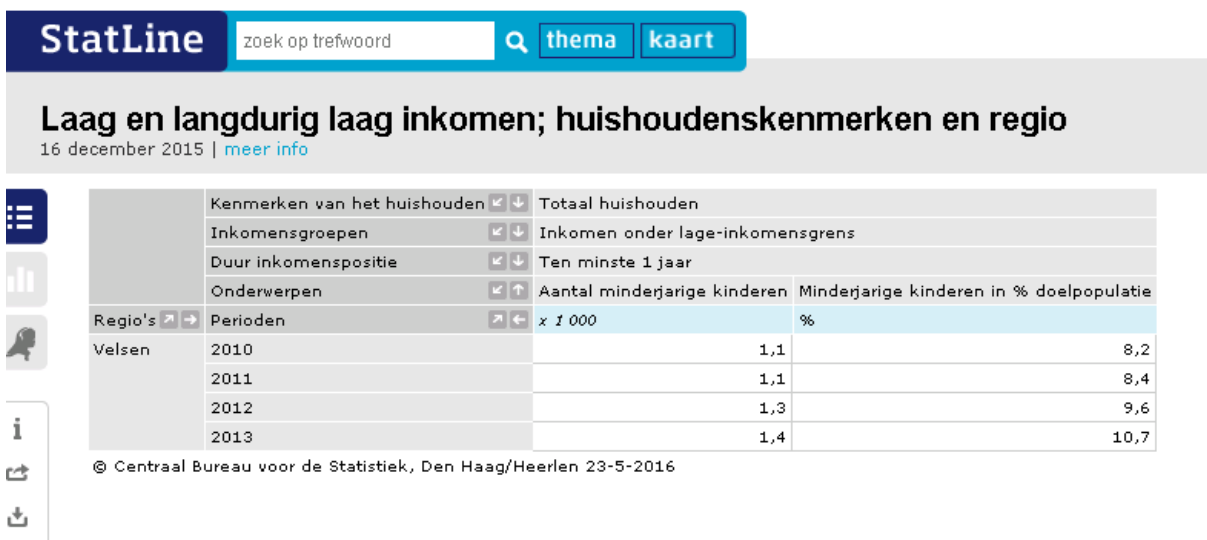 StatLine zoek op trefwoord thema kaart
Laag en langdurig laag inkomen; huishoudenskenmerken en regio
16 december 2015 | meer info
Kenmerken van het huishouden Totaal huishouden
Inkomensgroepen Inkomen onder lage-inkomensgrens
Duur inkomenspositie Ten minste 1 jaar
Onderwerpen Aantal minderjarige kinderen Minderjarige kinderen in % doelpopulatie
Regio's Perioden x 1 000 %
Velsen 2010 1,1 8,2
2011 1,1 8,4
2012 1,3 9,6
2013 1,4 10,7
© Centraal Bureau voor de Statistiek, Den Haag/Heerlen 23-5-2016